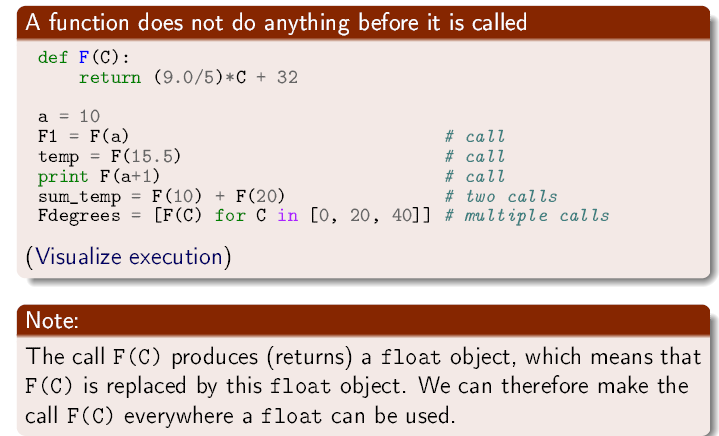 A function does not do anything before it is called
def F(C):
    return (9.0/5)*C + 32
a = 10
F1 = F(a) # call
temp = F(15.5) # call
print F(a+1) # call
sum_temp = F(10) + F(20) # two calls
Fdegrees = [F(C) for C in [0, 20, 40]] # multiple calls
(Visualize execution)
Note:
The call F(C) produces (returns) a float object, which means that
F(C) is replaced by this float object. We can therefore make the
call F(C) everywhere a float can be used.